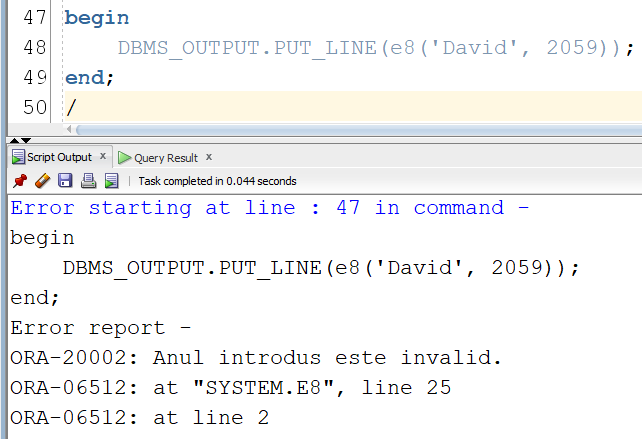 47 begin
48     DBMS_OUTPUT.PUT_LINE(e8('David', 2059));
49 end;
50 /
Script Output x Query Result x
Task completed in 0.044 seconds
Error starting at line : 47 in command -
begin
    DBMS_OUTPUT.PUT_LINE(e8('David', 2059));
end;
Error report -
ORA-20002: Anul introdus este invalid.
ORA-06512: at "SYSTEM.E8", line 25
ORA-06512: at line 2